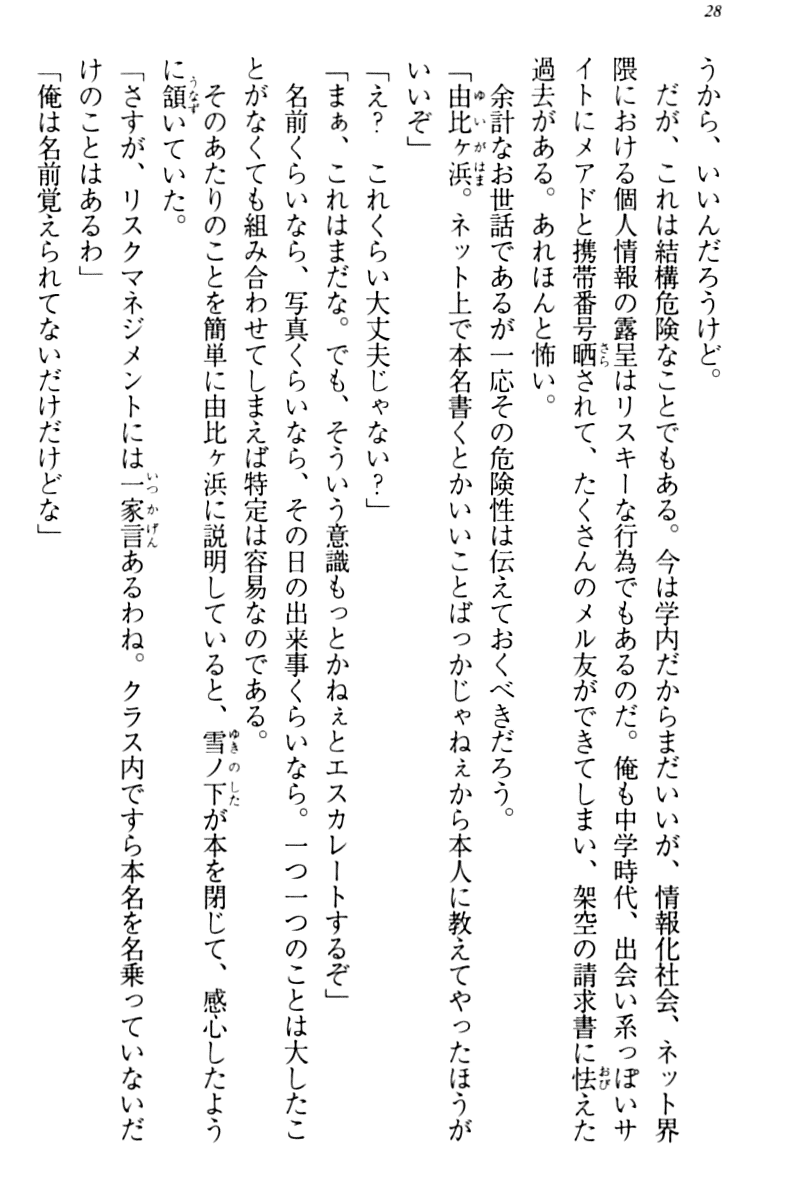 28
うから、いいんだろうけど。
だが、これは結構危険なことでもある。今は学内だからまだいいが、情報化社会、ネット界
隈における個人情報の露呈はリスキーな行為でもあるのだ。俺も中学時代、出会い系っぽいサ
イトにメアドと携帯番号晒されて、たくさんのメル友ができてしまい、架空の請求書に怯えた
過去がある。あれほんと怖い。
余計なお世話であるが一応その危険性は伝えておくべきだろう。
「由比ヶ浜。ネット上で本名書くとかいいことばっかじゃねぇから本人に教えてやったほうが
いいぞ」
「え？　これくらい大丈夫じゃない？」
「まぁ、これはまだな。でも、そういう意識もっとかねぇとエスカレートするぞ」
名前くらいなら、写真くらいなら、その日の出来事くらいなら。一つ一つのことは大したこ
とがなくても組み合わせてしまえば特定は容易なのである。
そのあたりのことを簡単に由比ヶ浜に説明していると、雪ノ下が本を閉じて、感心したよう
に頷いていた。
「さすが、リスクマネジメントには一家言あるわね。クラス内ですら本名を名乗っていないだ
けのことはあるわ」
「俺は名前覚えられてないだけだけどな」